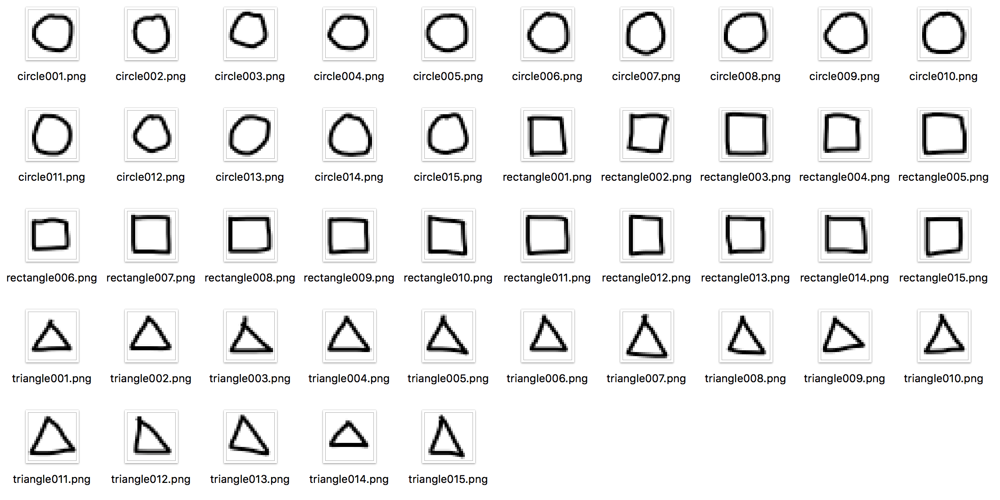 circle001.png circle002.png circle003.png circle004.png circle005.png circle006.png circle007.png circle008.png circle009.png circle010.png
circle011.png circle012.png circle013.png circle014.png circle015.png rectangle001.png rectangle002.png rectangle003.png rectangle004.png rectangle005.png
rectangle006.png rectangle007.png rectangle008.png rectangle009.png rectangle010.png rectangle011.png rectangle012.png rectangle013.png rectangle014.png rectangle015.png
triangle001.png triangle002.png triangle003.png triangle004.png triangle005.png triangle006.png triangle007.png triangle008.png triangle009.png triangle010.png
triangle011.png triangle012.png triangle013.png triangle014.png triangle015.png